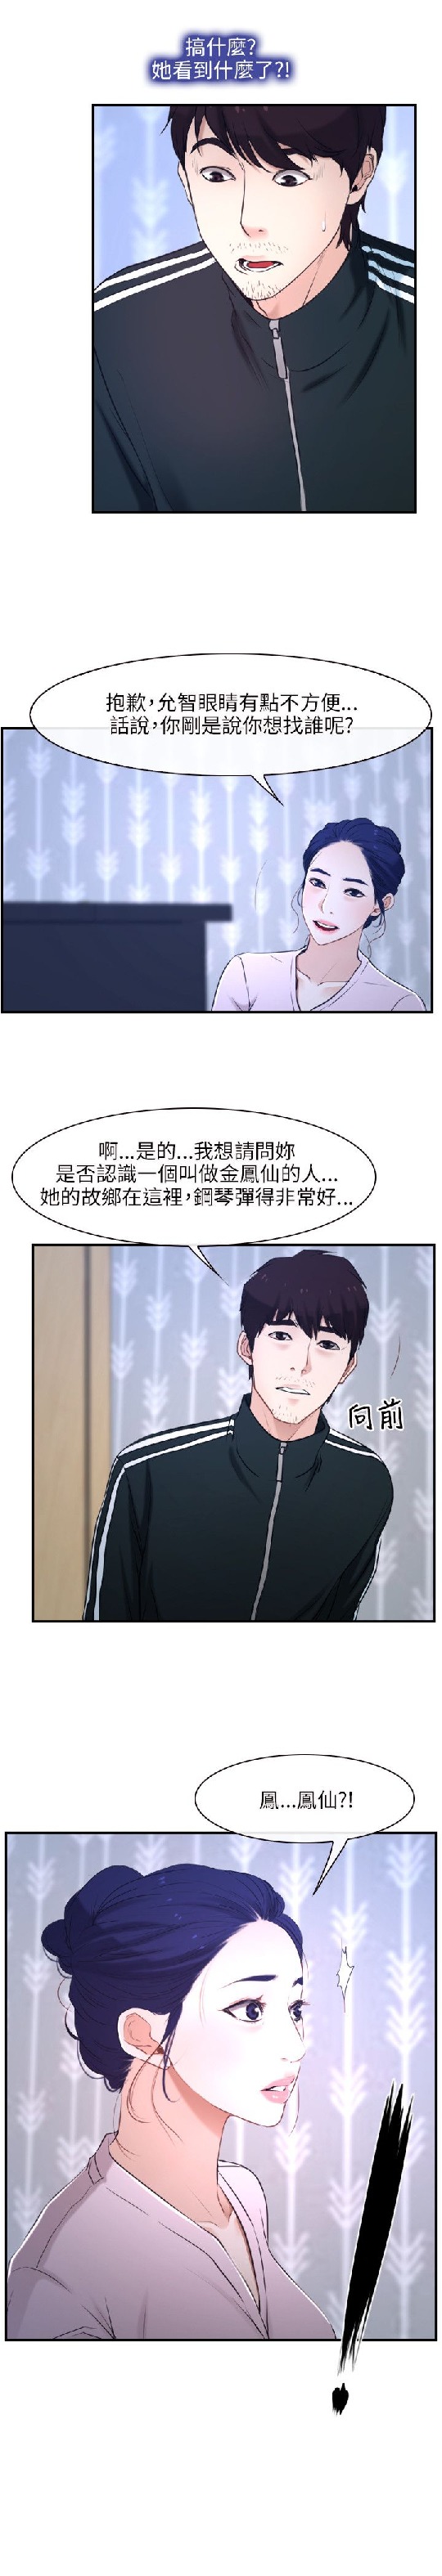 搞什麼?
她看到什麼了?!
抱歉,允智眼睛有點不方便...
話說,你剛是說你想找誰呢?
啊...是的...我想請問妳
是否認識一個叫做金鳳仙的人...
她的故鄉在這裡,鋼琴彈得非常好...
向前
鳳...鳳仙?!